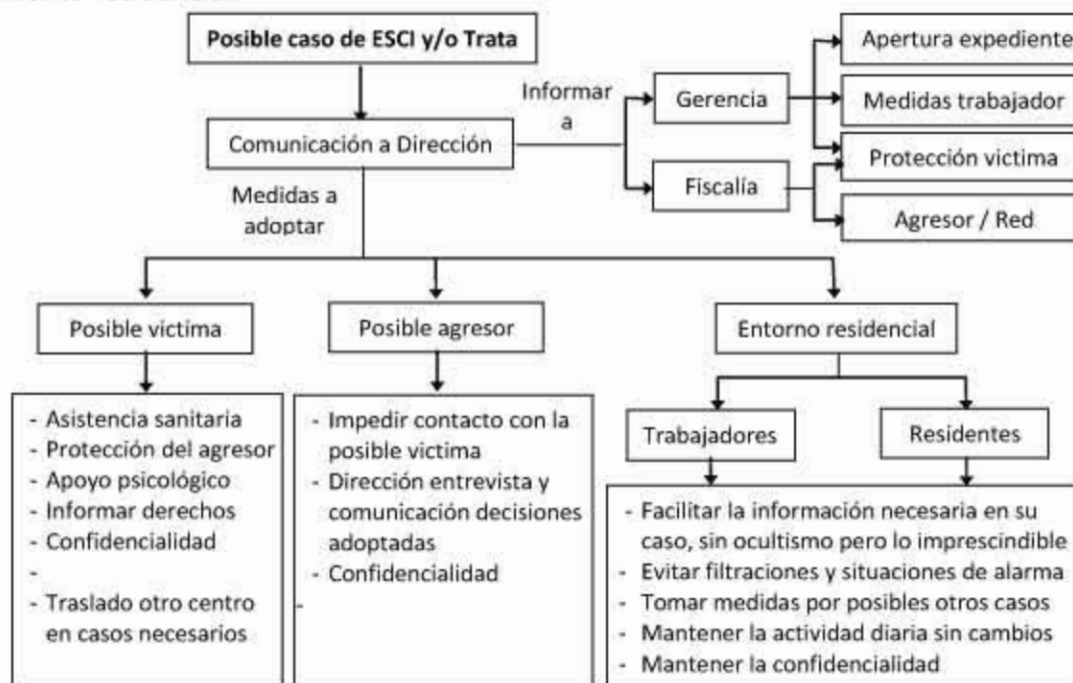 Posible caso de ESCI y/o Trata
Comunicación a Dirección
Informar
a
Gerencia
Fiscalía
Apertura expediente
Medidas trabajador
Protección victima
Agresor / Red
Medidas a
adoptar
Posible victima
- Asistencia sanitaria
- Protección del agresor
- Apoyo psicológico
- Informar derechos
- Confidencialidad
-
- Traslado otro centro
en casos necesarios
Posible agresor
- Impedir contacto con la
posible victima
- Dirección entrevista y
comunicación decisiones
adoptadas
- Confidencialidad
-
Entorno residencial
Trabajadores
Residentes
- Facilitar la información necesaria en su
caso, sin ocultismo pero lo imprescindible
- Evitar filtraciones y situaciones de alarma
- Tomar medidas por posibles otros casos
- Mantener la actividad diaria sin cambios
- Mantener la confidencialidad